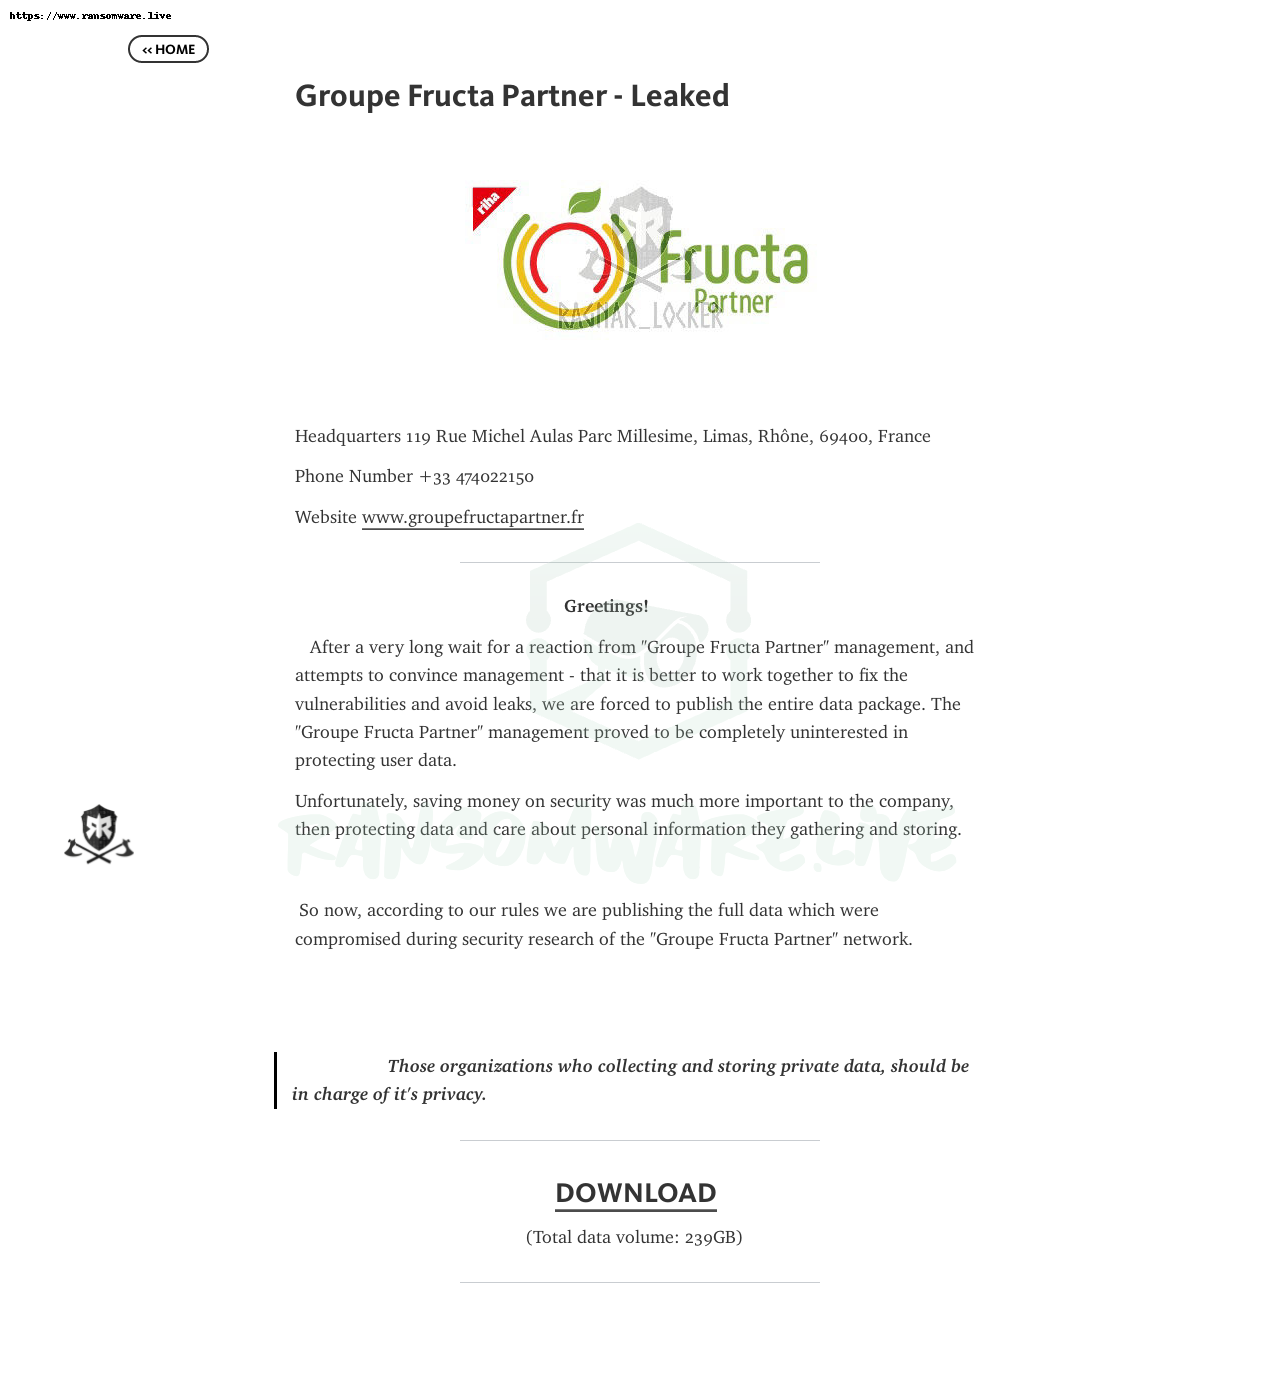 https://www.ransomware.live
<< HOME
Groupe Fructa Partner - Leaked
riha
Fructa
Partner
RAGNAR_LOCKER
Headquarters 119 Rue Michel Aulas Parc Millesime, Limas, Rhône, 69400, France
Phone Number +33 474022150
Website www.groupefructapartner.fr
Greetings!
After a very long wait for a reaction from "Groupe Fructa Partner" management, and
attempts to convince management - that it is better to work together to fix the
vulnerabilities and avoid leaks, we are forced to publish the entire data package. The
"Groupe Fructa Partner" management proved to be completely uninterested in
protecting user data.
Unfortunately, saving money on security was much more important to the company,
then protecting data and care about personal information they gathering and storing.
RANSOMWARE.LIVE
So now, according to our rules we are publishing the full data which were
compromised during security research of the "Groupe Fructa Partner" network.
Those organizations who collecting and storing private data, should be
in charge of it's privacy.
DOWNLOAD
(Total data volume: 239GB)